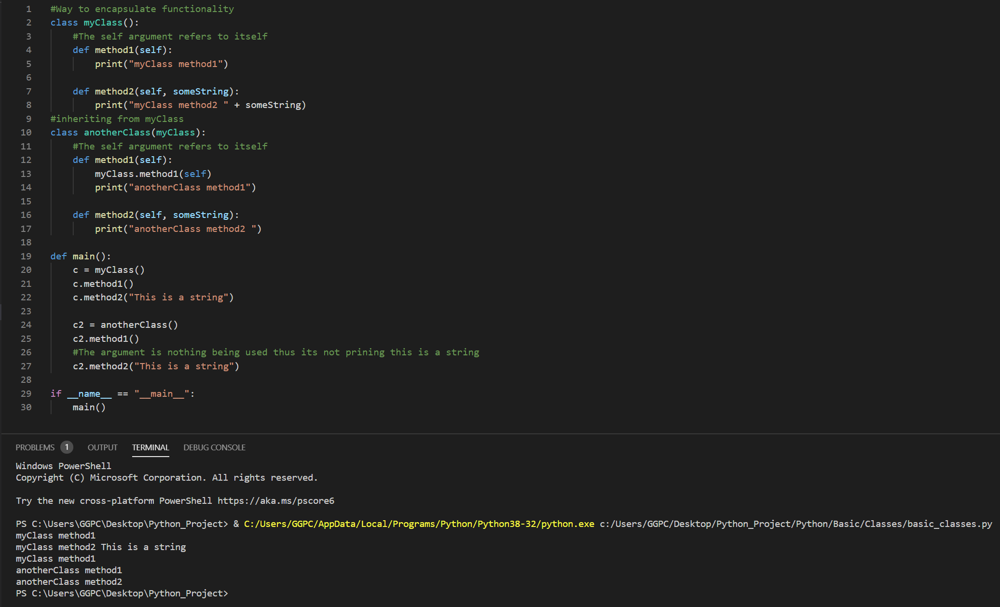 1 #Way to encapsulate functionality
2 class myClass():
3     #The self argument refers to itself
4     def method1(self):
5         print("myClass method1")
6
7     def method2(self, someString):
8         print("myClass method2 " + someString)
9 #inheriting from myClass
10 class anotherClass(myClass):
11     #The self argument refers to itself
12     def method1(self):
13         myClass.method1(self)
14         print("anotherClass method1")
15
16     def method2(self, someString):
17         print("anotherClass method2 ")
18
19 def main():
20     c = myClass()
21     c.method1()
22     c.method2("This is a string")
23
24     c2 = anotherClass()
25     c2.method1()
26     #The argument is nothing being used thus its not prining this is a string
27     c2.method2("This is a string")
28
29 if __name__ == "__main__":
30     main()
PROBLEMS 1 OUTPUT TERMINAL DEBUG CONSOLE
Windows PowerShell
Copyright (C) Microsoft Corporation. All rights reserved.
Try the new cross-platform PowerShell https://aka.ms/pscore6
PS C:\Users\GGPC\Desktop\Python_Project> & C:/Users/GGPC/AppData/Local/Programs/Python/Python38-32/python.exe c:/Users/GGPC/Desktop/Python_Project/Python/Basic/Classes/basic_classes.py
myClass method1
myClass method2 This is a string
myClass method1
anotherClass method1
anotherClass method2
PS C:\Users\GGPC\Desktop\Python_Project>